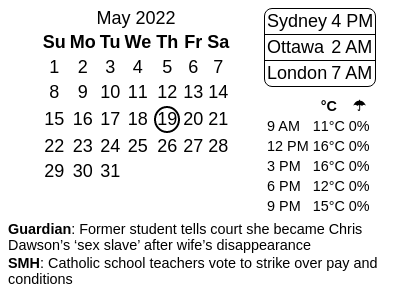 May 2022
Su Mo Tu We Th Fr Sa
1 2 3 4 5 6 7
8 9 10 11 12 13 14
15 16 17 18 19 20 21
22 23 24 25 26 27 28
29 30 31
Sydney 4 PM
Ottawa 2 AM
London 7 AM
°C ☂
9 AM 11°C 0%
12 PM 16°C 0%
3 PM 16°C 0%
6 PM 12°C 0%
9 PM 15°C 0%
Guardian: Former student tells court she became Chris
Dawson’s ‘sex slave’ after wife’s disappearance
SMH: Catholic school teachers vote to strike over pay and
conditions